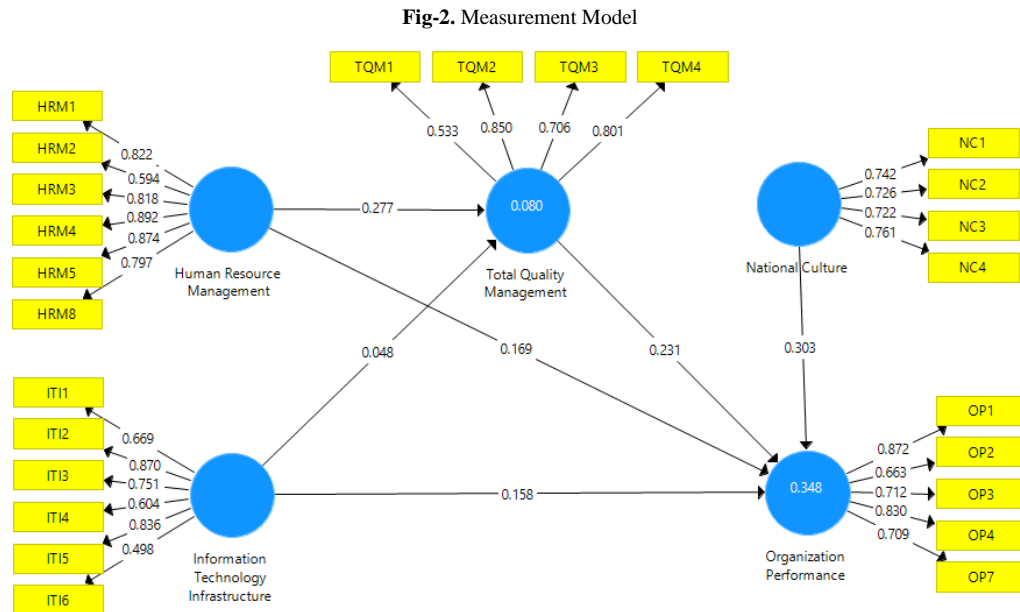 Fig-2. Measurement Model
TQM1
TQM2
TQM3
TQM4
0.533
0.850
0.706
0.801
HRM1
HRM2
HRM3
HRM4
HRM5
HRM8
0.822
0.594
0.818
0.892
0.874
0.797
Human Resource
Management
0.277
0.080
Total Quality
Management
NC1
NC2
NC3
NC4
0.742
0.726
0.722
0.761
National Culture
0.048
0.169
0.231
0.303
ITI1
ITI2
ITI3
ITI4
ITI5
ITI6
0.669
0.870
0.751
0.604
0.836
0.498
Information
Technology
Infrastructure
0.158
0.348
Organization
Performance
OP1
OP2
OP3
OP4
OP7
0.872
0.663
0.712
0.830
0.709